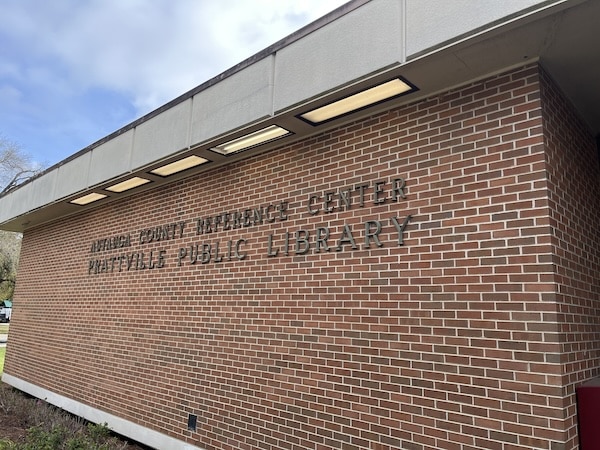 AUTAUGA COUNTY REFERENCE CENTER
PRATTVILLE PUBLIC LIBRARY